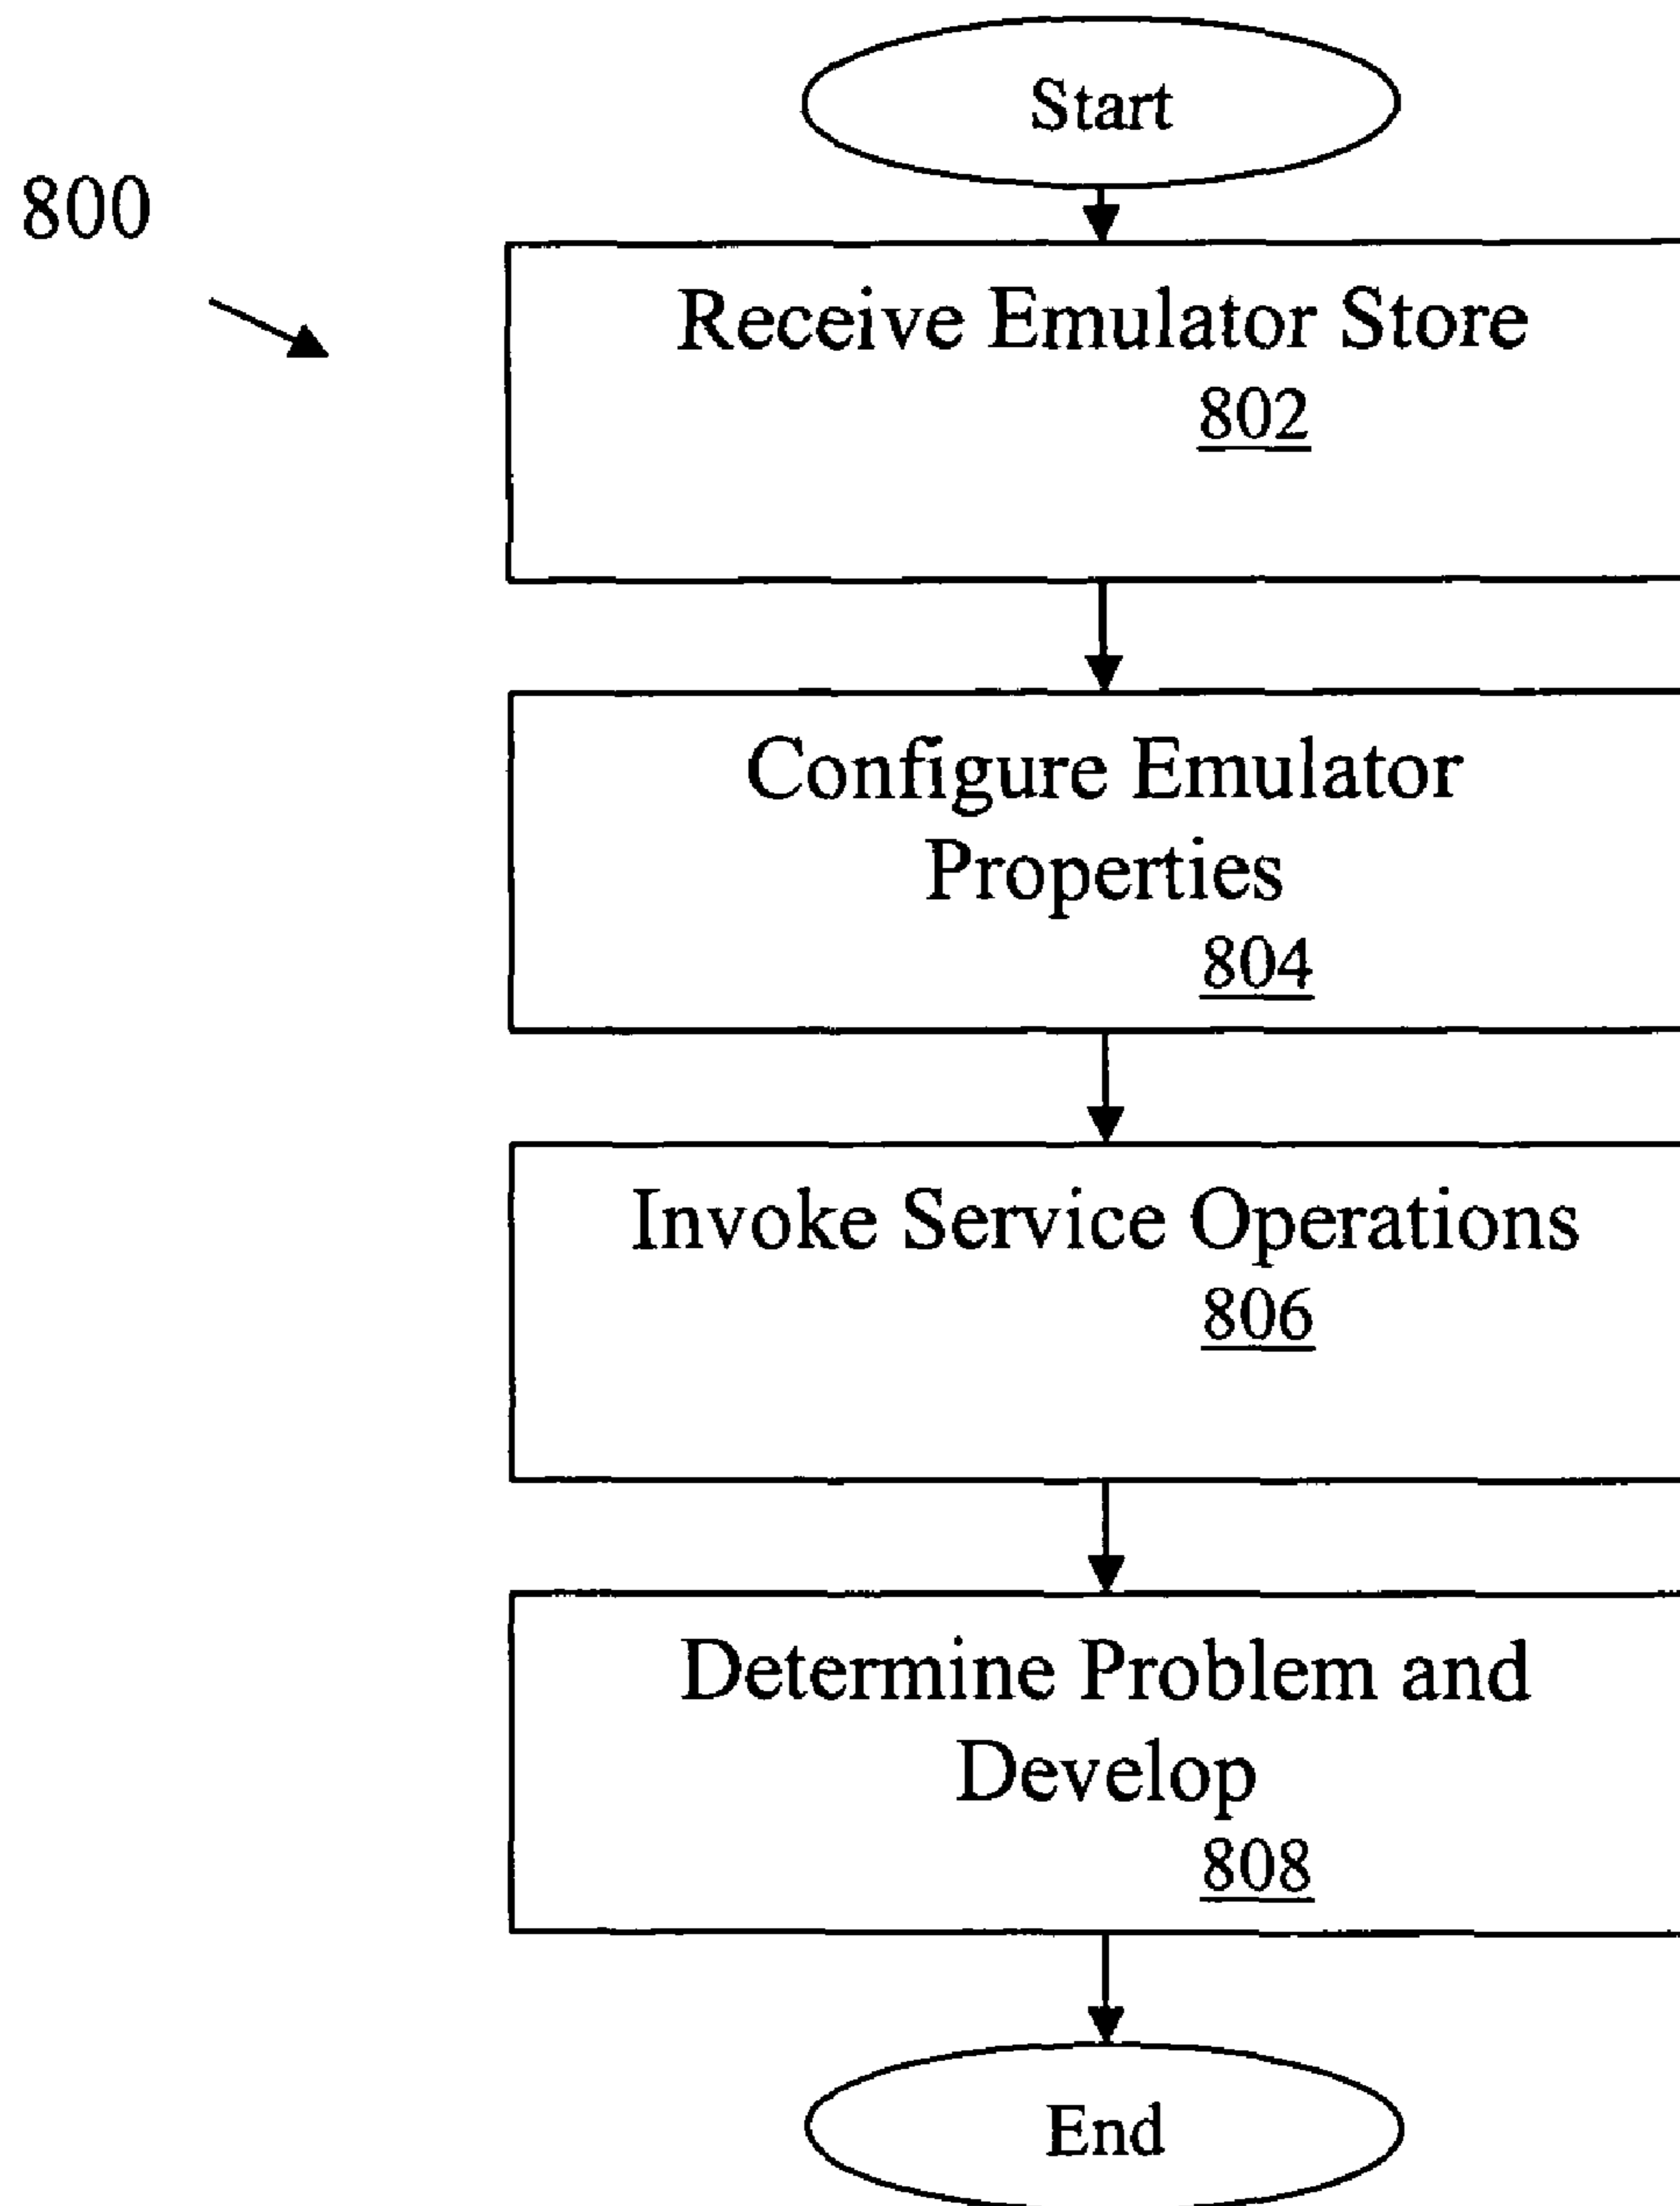 Start
800
Receive Emulator Store
802
Configure Emulator
Properties
804
Invoke Service Operations
806
Determine Problem and
Develop
808
End